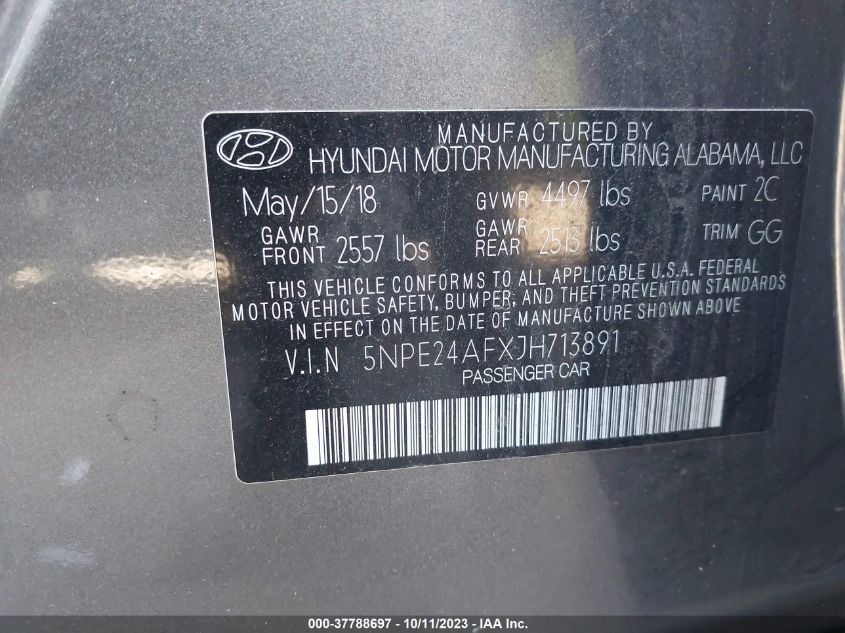 MANUFACTURED BY
HYUNDAI MOTOR MANUFACTURING ALABAMA, LLC
May/15/18 GVWR 4497 lbs PAINT 2C
GAWR FRONT 2557 lbs GAWR REAR 2513 lbs TRIM GG
THIS VEHICLE CONFORMS TO ALL APPLICABLE U.S.A. FEDERAL
MOTOR VEHICLE SAFETY, BUMPER, AND THEFT PREVENTION STANDARDS
IN EFFECT ON THE DATE OF MANUFACTURE SHOWN ABOVE
V.I.N 5NPE24AFXJH713891
PASSENGER CAR
000-37788697 - 10/11/2023 - IAA Inc.